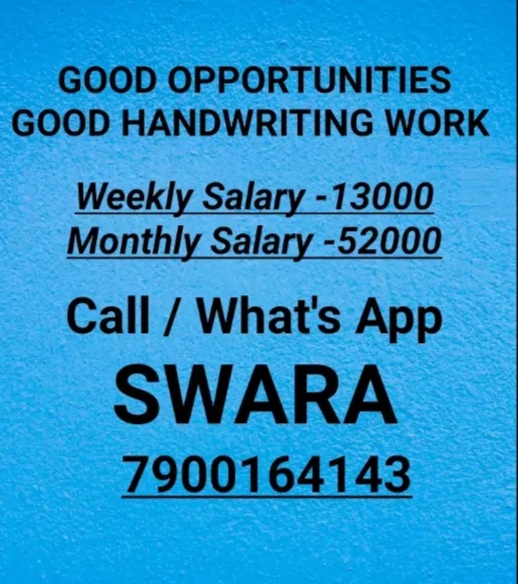 GOOD OPPORTUNITIES
GOOD HANDWRITING WORK
Weekly Salary -13000
Monthly Salary -52000
Call / What's App
SWARA
7900164143